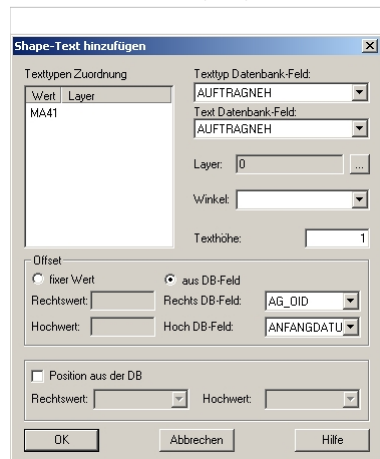 Shape-Text hinzufügen
Texttypen Zuordnung
Wert Layer
MA41
Texttyp Datenbank-Feld:
AUFTRAGNEH
Text Datenbank-Feld:
AUFTRAGNEH
Layer: 0 ...
Winkel:
Texthöhe: 1
Offset
fixer Wert aus DB-Feld
Rechtswert: Rechts DB-Feld: AG_OID
Hochwert: Hoch DB-Feld: ANFANGDATU
Position aus der DB
Rechtswert: Hochwert:
OK Abbrechen Hilfe